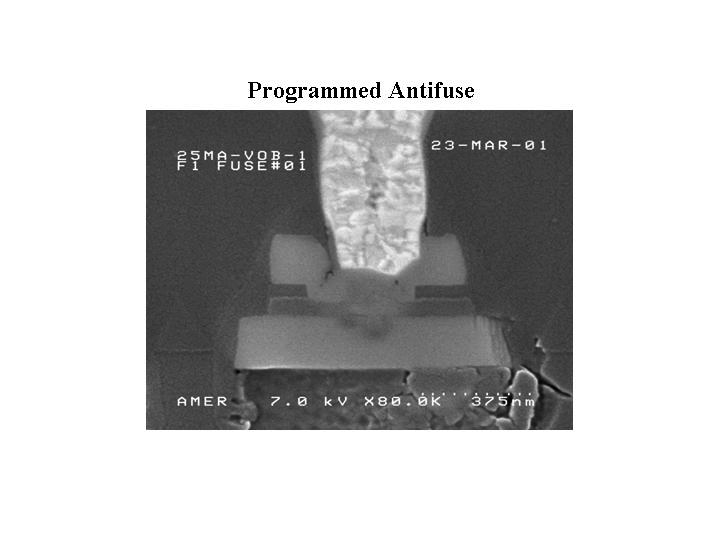 Programmed Antifuse
25MA-VOB-1
F1 FUSE#01
23-MAR-01
AMER 7.0 kV X80.0K 375nm